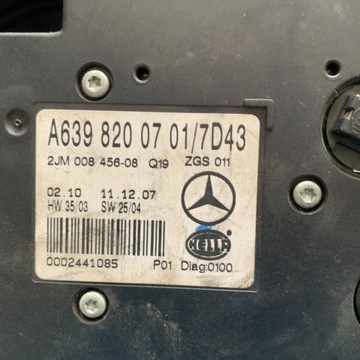 A639 820 07 01/7D43
2JM 008 456-08 Q19 ZGS 011
02.10 11.12.07
HW 35/03 SW 25/04
HELLA
0002441085 P01 Diag:0100